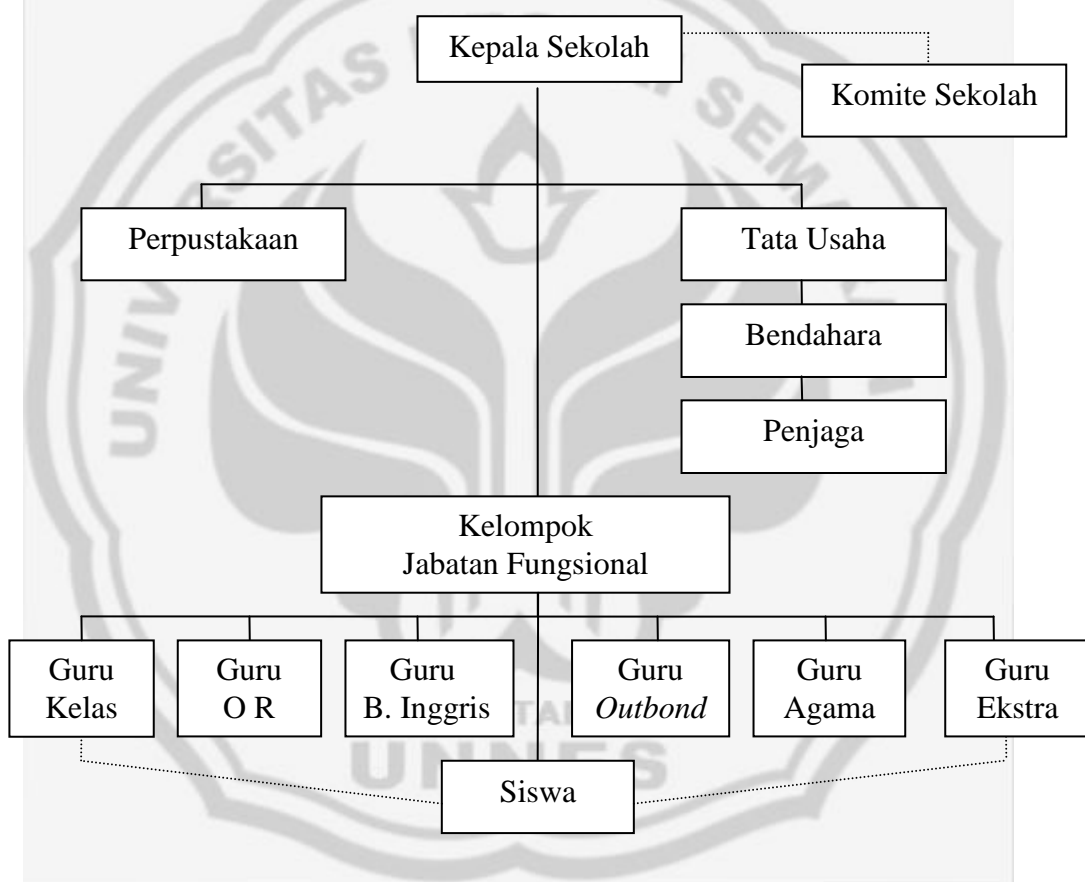 Kepala Sekolah
Komite Sekolah
Perpustakaan
Tata Usaha
Bendahara
Penjaga
Kelompok
Jabatan Fungsional
Guru
Kelas
Guru
O R
Guru
B. Inggris
Guru
Outbond
Guru
Agama
Guru
Ekstra
Siswa
UNNES